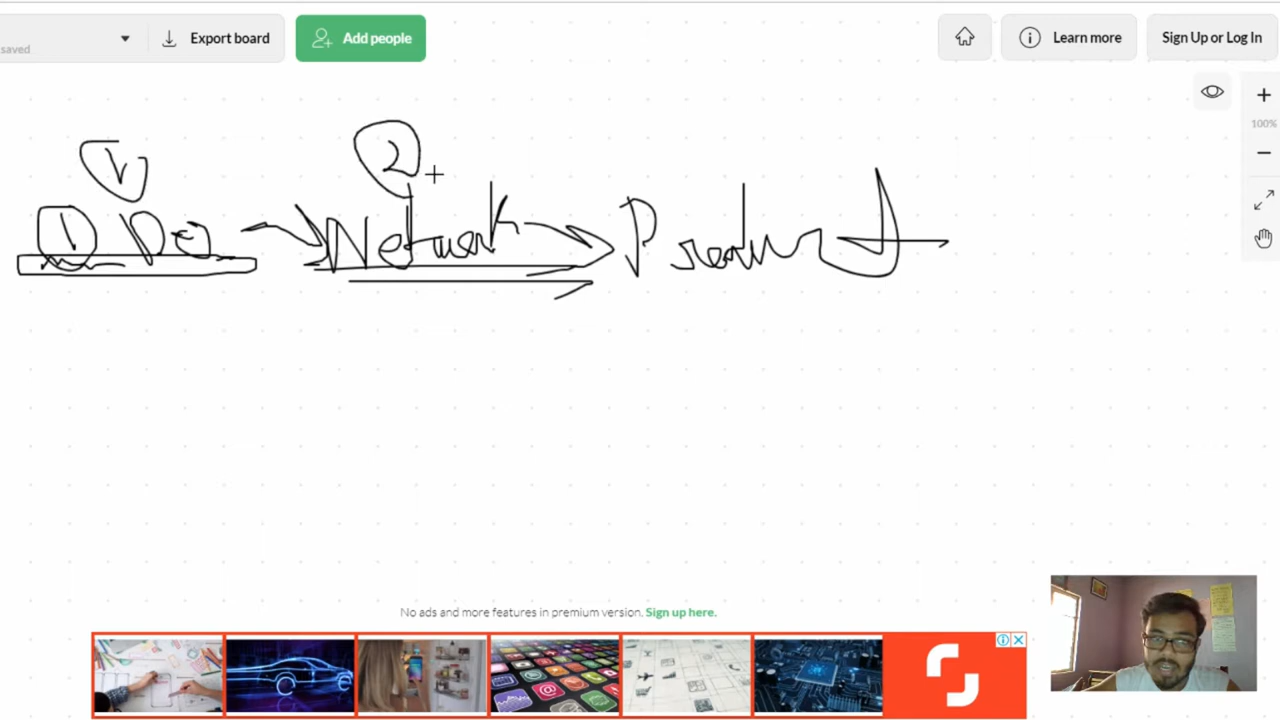 saved
Export board
Add people
Learn more
Sign Up or Log In
100%
1
2
1 Do → Network → Product
No ads and more features in premium version. Sign up here.